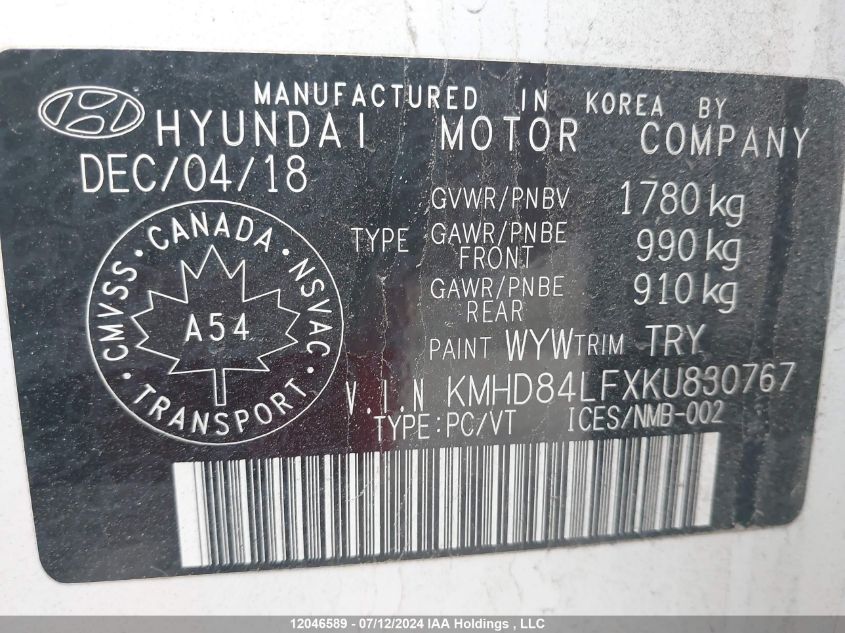 MANUFACTURED IN KOREA BY
HYUNDAI MOTOR COMPANY
DEC/04/18
GVWR/PNBV 1780 kg
TYPE GAWR/PNBE FRONT 990 kg
GAWR/PNBE REAR 910 kg
PAINT WYW TRIM TRY
V.I.N KMHD84LFXKU830767
TYPE:PC/VT ICES/NMB-002
CMVSS · CANADA · NSVAC
A54
· TRANSPORT ·
12046589 - 07/12/2024 IAA Holdings , LLC